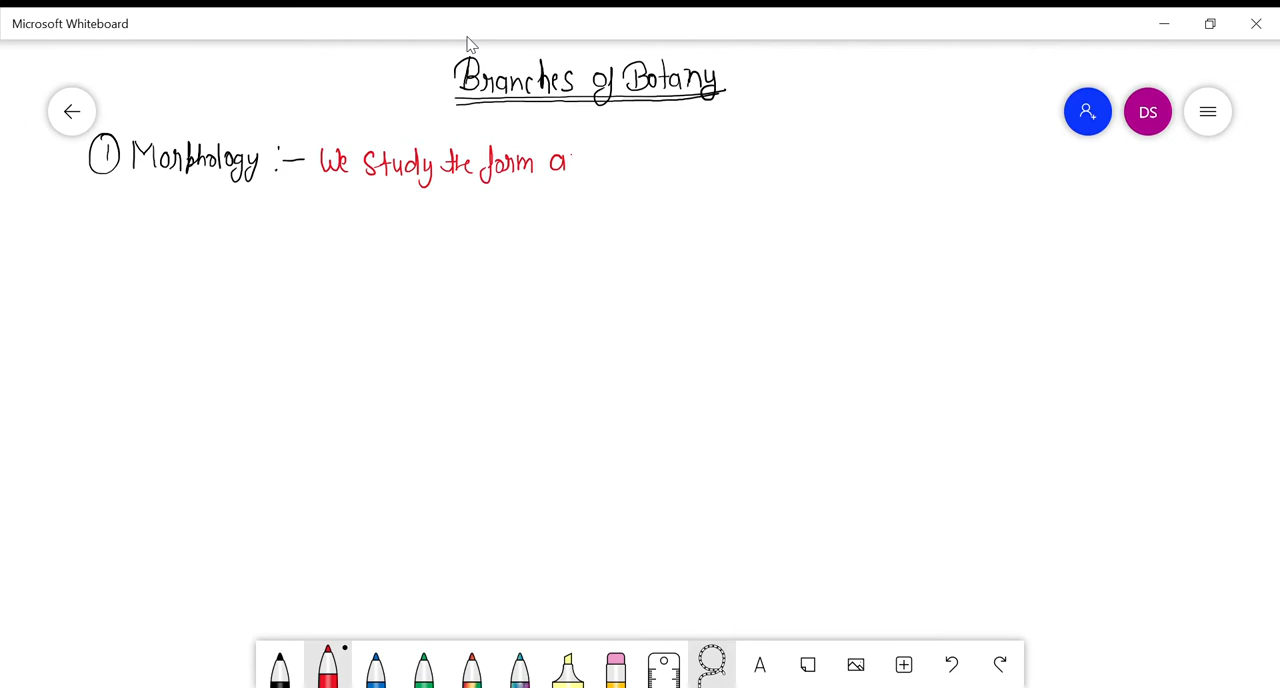 Microsoft Whiteboard
Branches of Botany
DS
① Morphology :- We study the form a